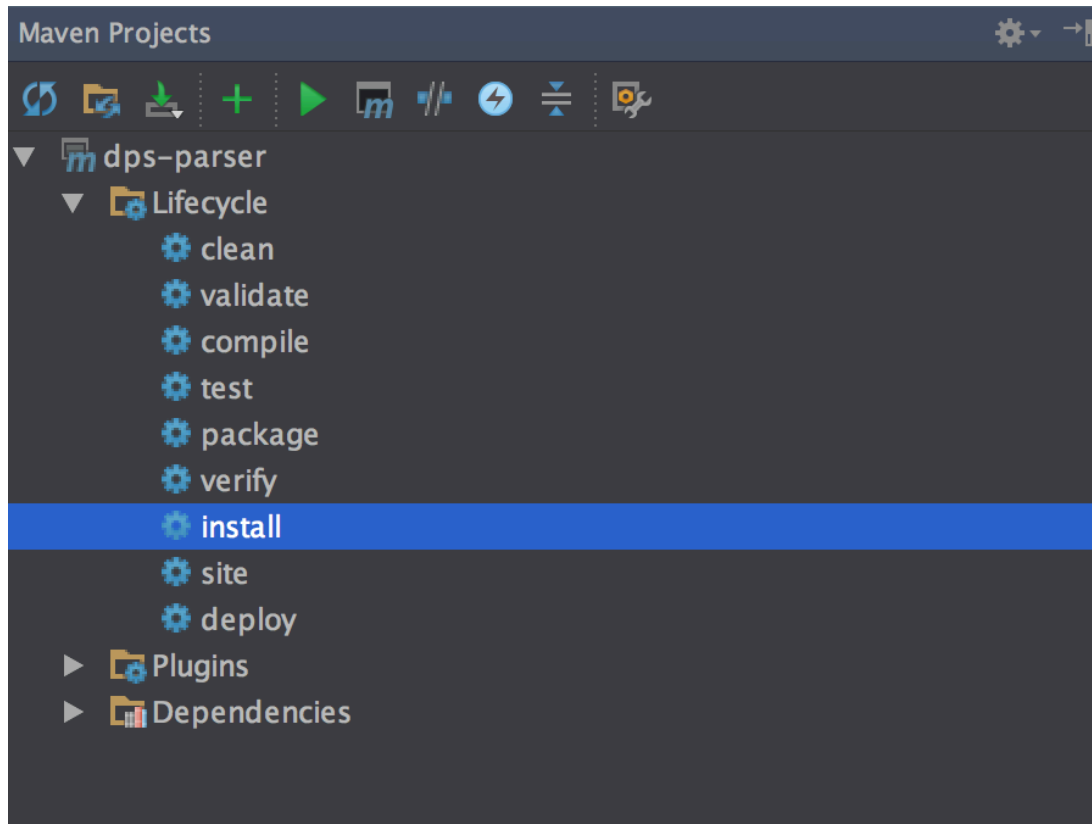 Maven Projects
dps-parser
Lifecycle
clean
validate
compile
test
package
verify
install
site
deploy
Plugins
Dependencies